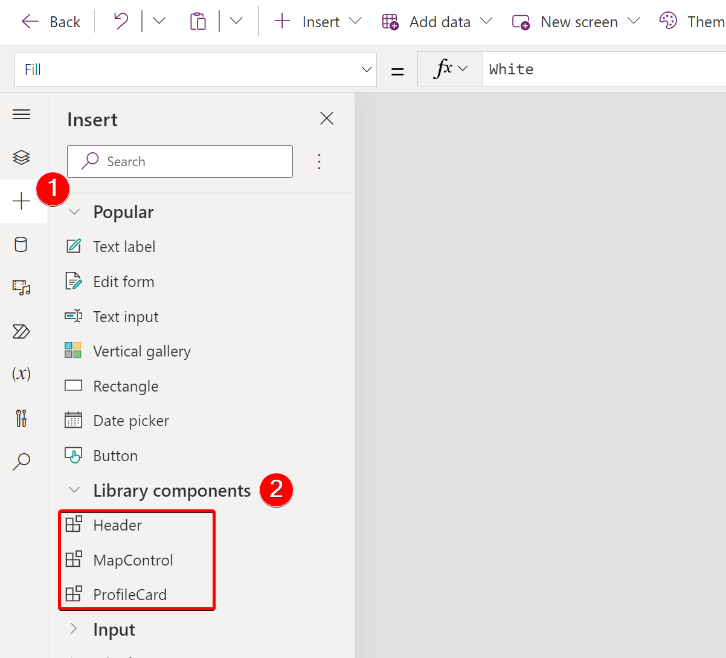 Back Insert Add data New screen Them
Fill = fx White
Insert
Search
1
Popular
Text label
Edit form
Text input
Vertical gallery
Rectangle
Date picker
(x) Button
Library components 2
Header
MapControl
ProfileCard
Input